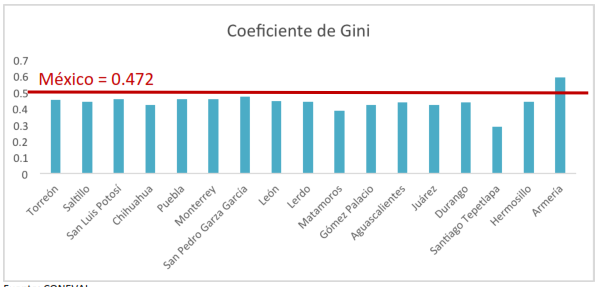 Coeficiente de Gini
0.7
México = 0.472
0.6
0.5
0.4
0.3
0.2
0.1
0
Torreón
Saltillo
San Luis Potosí
Chihuahua
Puebla
Monterrey
San Pedro Garza García
León
Lerdo
Matamoros
Gómez Palacio
Aguascalientes
Juárez
Durango
Santiago Tepetlapa
Hermosillo
Armería